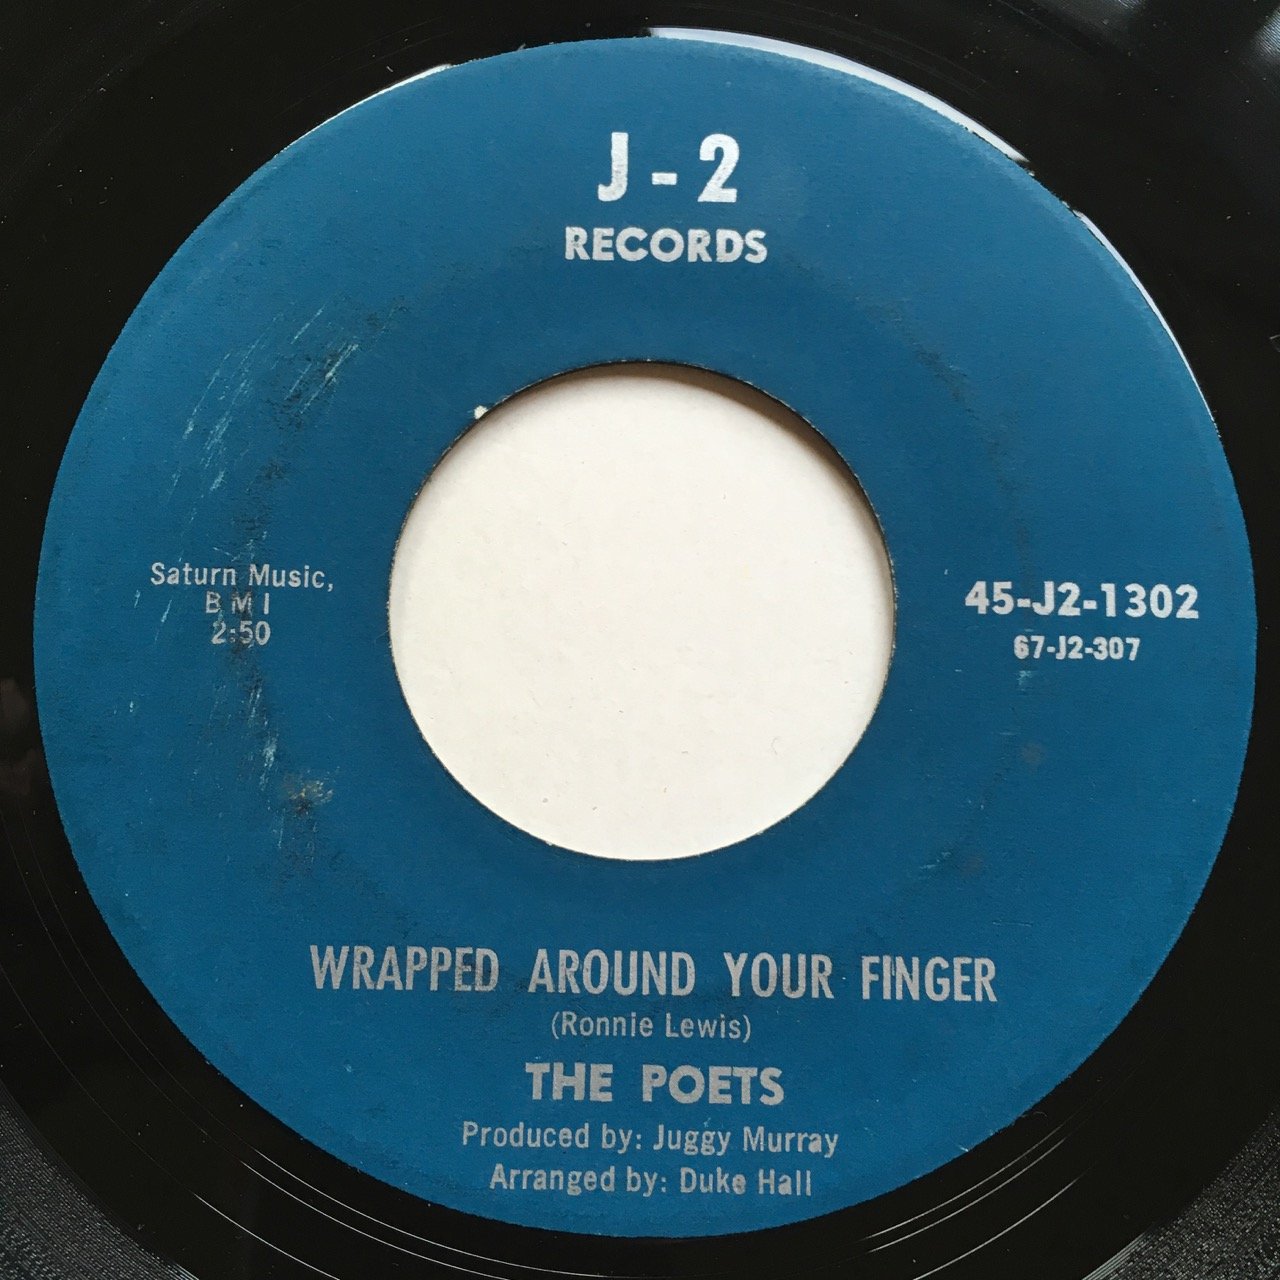 J-2
RECORDS
Saturn Music,
BMI
2:50
45-J2-1302
67-J2-307
WRAPPED AROUND YOUR FINGER
(Ronnie Lewis)
THE POETS
Produced by: Juggy Murray
Arranged by: Duke Hall